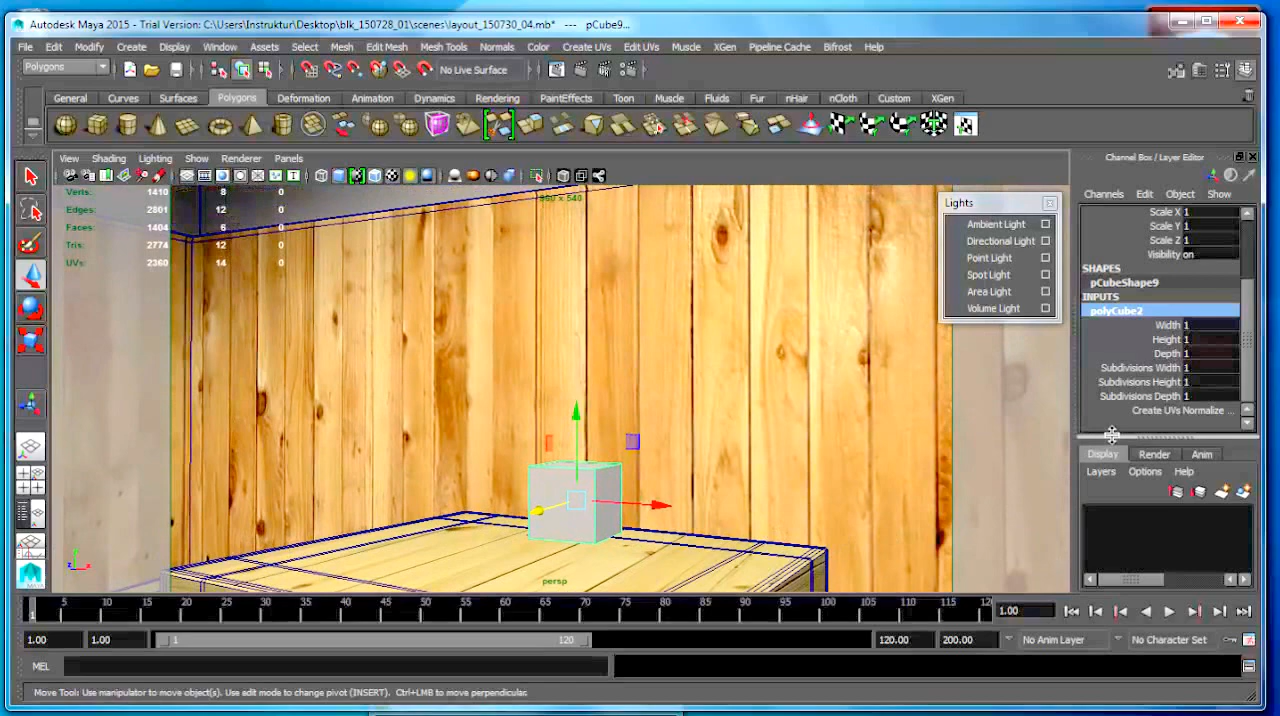 Autodesk Maya 2015 - Trial Version: C:\Users\Instruktur\Desktop\blk_150728_01\scenes\layout_150730_04.mb* --- pCube9...
File Edit Modify Create Display Window Assets Select Mesh Edit Mesh Mesh Tools Normals Color Create UVs Edit UVs Muscle XGen Pipeline Cache Bifrost Help
Polygons No Live Surface
General Curves Surfaces Polygons Deformation Animation Dynamics Rendering PaintEffects Toon Muscle Fluids Fur nHair nCloth Custom XGen
View Shading Lighting Show Renderer Panels
Channel Box / Layer Editor
Channels Edit Object Show
Verts: 1410 8 0
Edges: 2801 12 0
Faces: 1404 6 0
Tris: 2774 12 0
UVs: 2360 14 0
960 x 540
Lights
Ambient Light
Directional Light
Point Light
Spot Light
Area Light
Volume Light
Scale X 1
Scale Y 1
Scale Z 1
Visibility on
SHAPES
pCubeShape9
INPUTS
polyCube2
Width 1
Height 1
Depth 1
Subdivisions Width 1
Subdivisions Height 1
Subdivisions Depth 1
Create UVs Normalize ...
Display Render Anim
Layers Options Help
persp
y
z x
1 5 10 15 20 25 30 35 40 45 50 55 60 65 70 75 80 85 90 95 100 105 110 115 12
1.00
1.00 1.00 1 120 120.00 200.00 No Anim Layer No Character Set
MEL
Move Tool: Use manipulator to move object(s). Use edit mode to change pivot (INSERT). Ctrl+LMB to move perpendicular.
MAYA